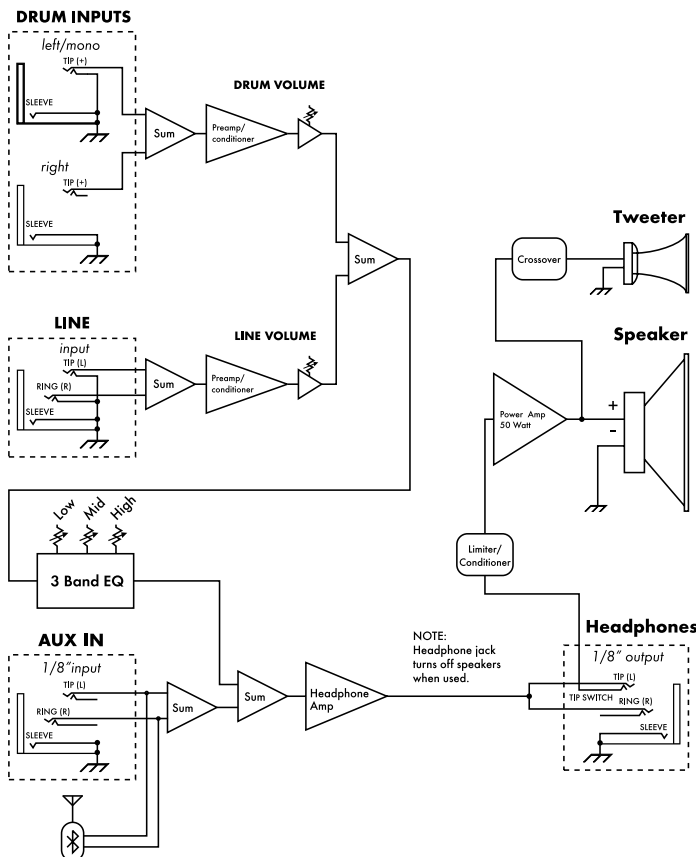 DRUM INPUTS
left/mono
TIP (+)
SLEEVE
right
TIP (+)
SLEEVE
Sum
Preamp/
conditioner
DRUM VOLUME
Sum
LINE
input
TIP (L)
RING (R)
SLEEVE
Sum
Preamp/
conditioner
LINE VOLUME
Tweeter
Crossover
Speaker
Power Amp
50 Watt
+
-
Limiter/
Conditioner
Low
Mid
High
3 Band EQ
AUX IN
1/8"input
TIP (L)
RING (R)
SLEEVE
Sum
Sum
Headphone
Amp
NOTE:
Headphone jack
turns off speakers
when used.
Headphones
1/8" output
TIP (L)
TIP SWITCH
RING (R)
SLEEVE